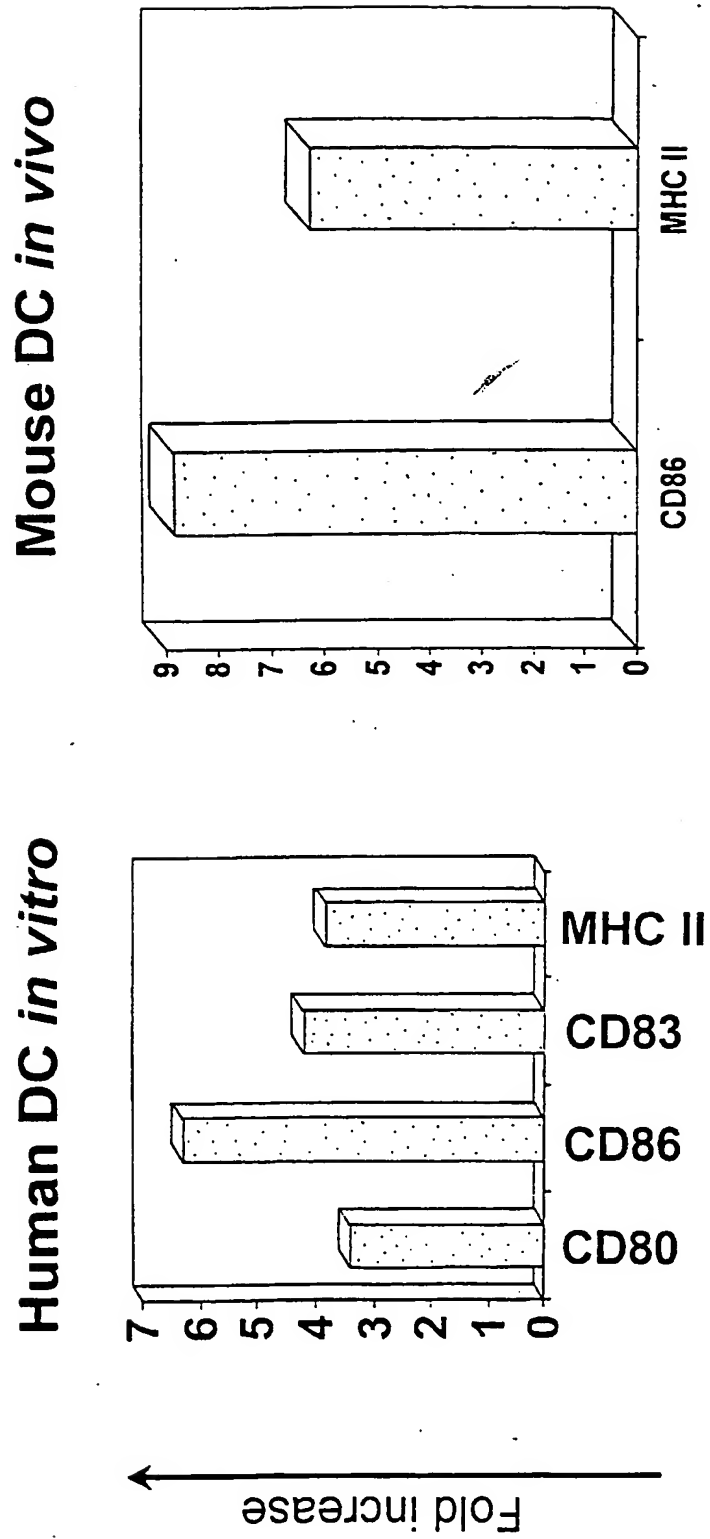 Human DC in vitro
Fold increase
7
6
5
4
3
2
1
0
CD80
CD86
CD83
MHC II
Mouse DC in vivo
9
8
7
6
5
4
3
2
1
0
CD86
MHC II